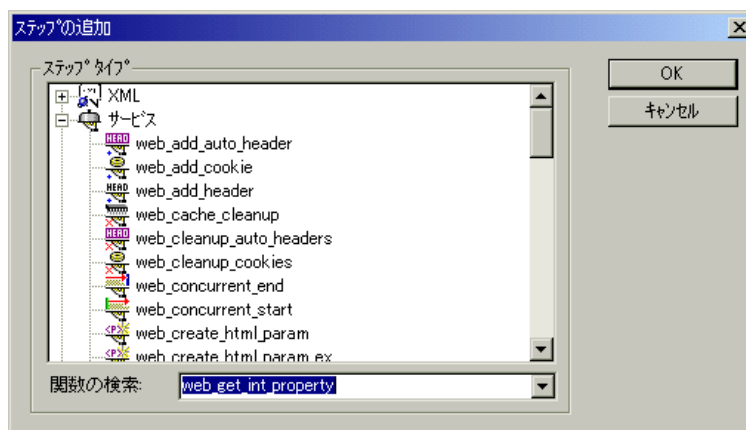 ステップの追加
ステップ タイプ
XML
サービス
web_add_auto_header
web_add_cookie
web_add_header
web_cache_cleanup
web_cleanup_auto_headers
web_cleanup_cookies
web_concurrent_end
web_concurrent_start
web_create_html_param
web_create_html_param_ex
関数の検索:
web_get_int_property
OK
キャンセル